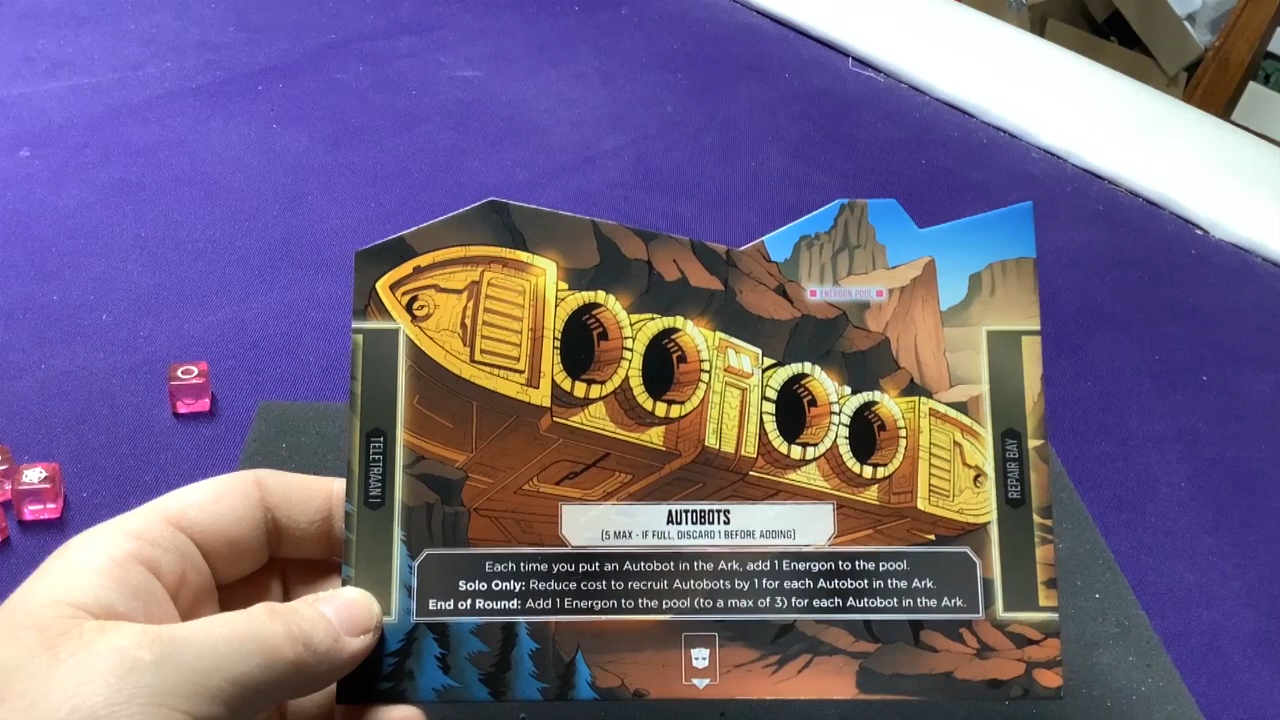 ENERGON POOL
TELETRAAN I
REPAIR BAY
AUTOBOTS
(5 MAX - IF FULL, DISCARD 1 BEFORE ADDING)
Each time you put an Autobot in the Ark, add 1 Energon to the pool.
Solo Only: Reduce cost to recruit Autobots by 1 for each Autobot in the Ark.
End of Round: Add 1 Energon to the pool (to a max of 3) for each Autobot in the Ark.